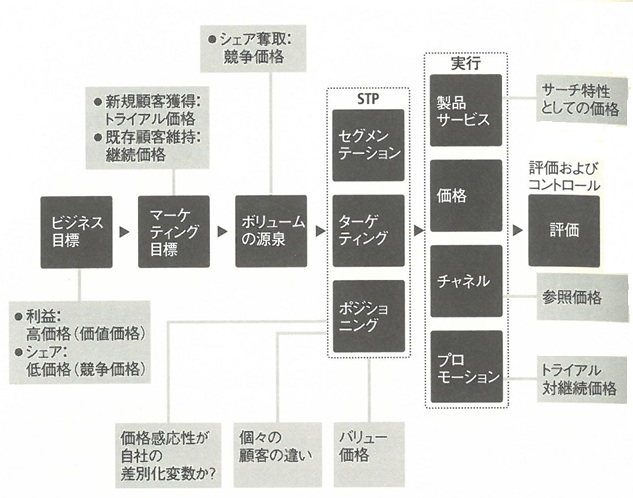 ● シェア奪取:
競争価格
● 新規顧客獲得:
トライアル価格
● 既存顧客維持:
継続価格
STP
実行
セグメン
テーション
ターゲ
ティング
ポジショ
ニング
製品
サービス
価格
チャネル
プロ
モーション
サーチ特性
としての価格
評価および
コントロール
評価
ビジネス
目標
マーケ
ティング
目標
ボリューム
の源泉
参照価格
● 利益:
高価格(価値価格)
● シェア:
低価格(競争価格)
トライアル
対継続価格
価格感応性が
自社の
差別化変数か?
個々の
顧客の違い
バリュー
価格